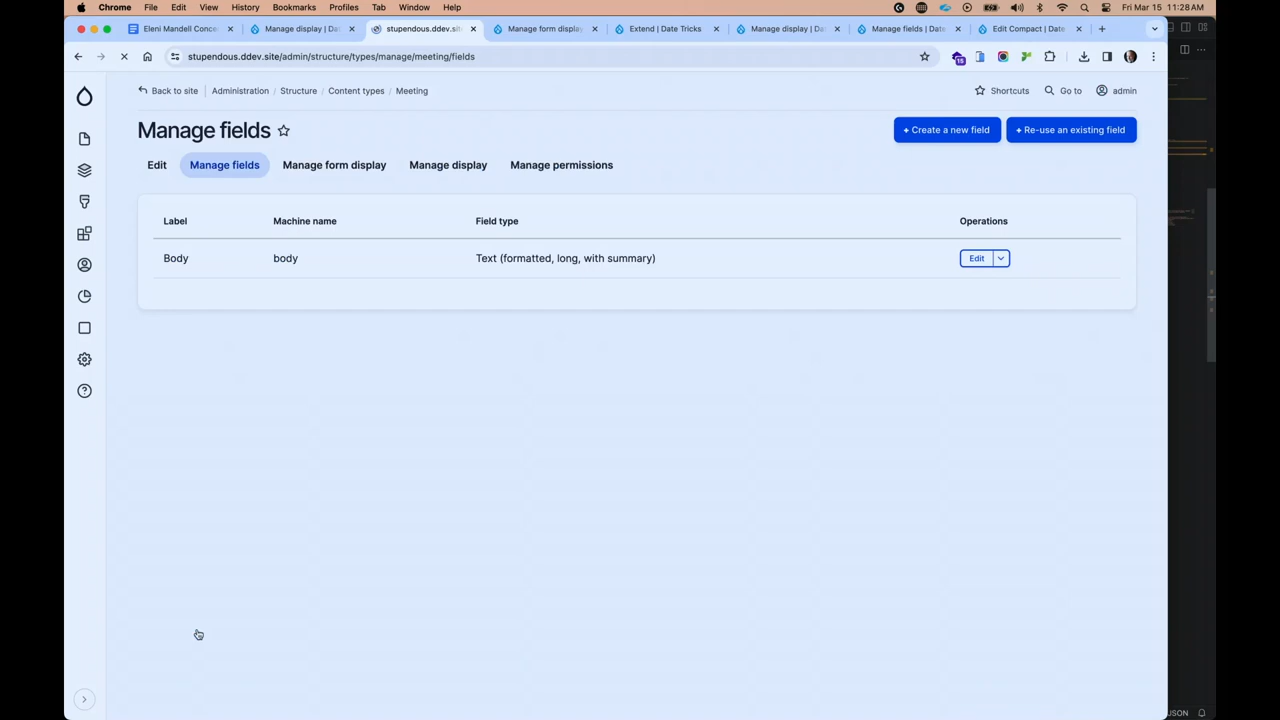 Chrome File Edit View History Bookmarks Profiles Tab Window Help Fri Mar 15 11:28 AM
Eleni Mandell Conce Manage display | Da stupendous.ddev.site manage form display Extend | Date Tricks Manage display | Da Manage fields | Date Edit Compact | Date
stupendous.ddev.site/admin/structure/types/manage/meeting/fields
15
Back to site Administration / Structure / Content types / Meeting Shortcuts Go to admin
Manage fields
+ Create a new field + Re-use an existing field
Edit Manage fields Manage form display Manage display Manage permissions
Label Machine name Field type Operations
Body body Text (formatted, long, with summary) Edit
JSON